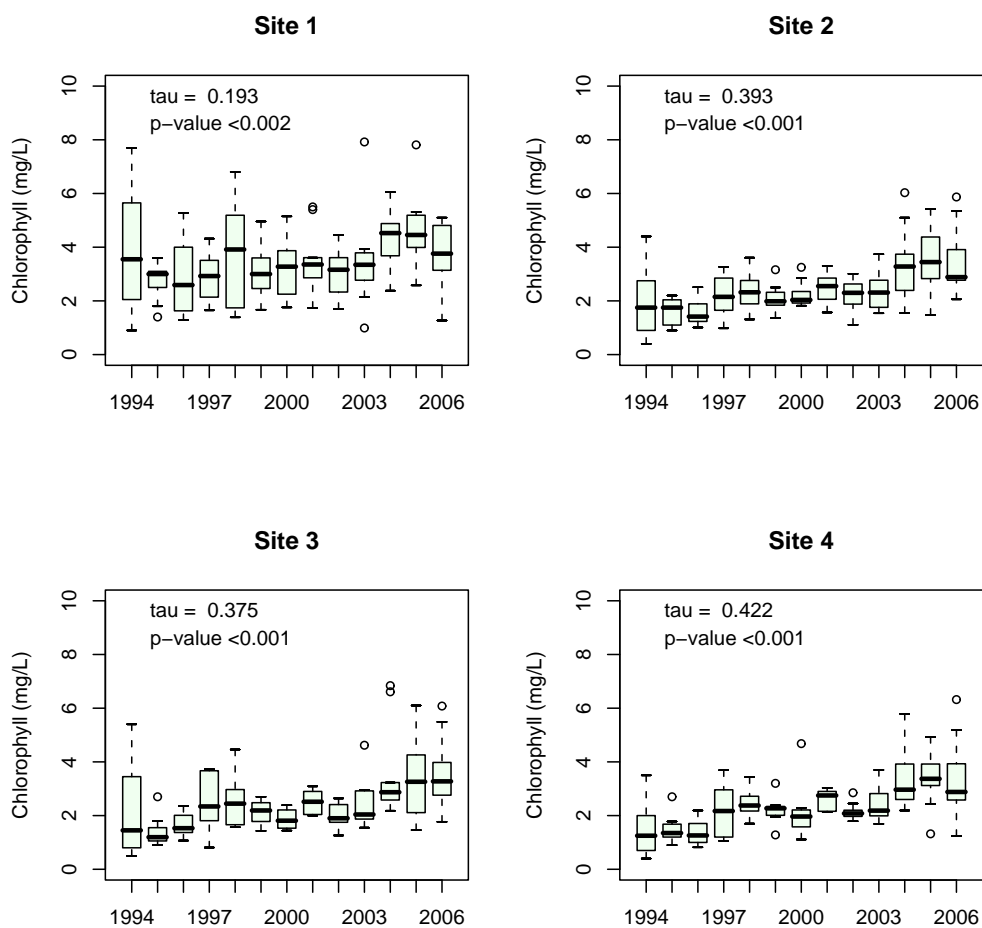 Site 1
tau =  0.193
p−value <0.002
Chlorophyll (mg/L)
10
8
6
4
2
0
1994 1997 2000 2003 2006
Site 2
tau =  0.393
p−value <0.001
Chlorophyll (mg/L)
10
8
6
4
2
0
1994 1997 2000 2003 2006
Site 3
tau =  0.375
p−value <0.001
Chlorophyll (mg/L)
10
8
6
4
2
0
1994 1997 2000 2003 2006
Site 4
tau =  0.422
p−value <0.001
Chlorophyll (mg/L)
10
8
6
4
2
0
1994 1997 2000 2003 2006